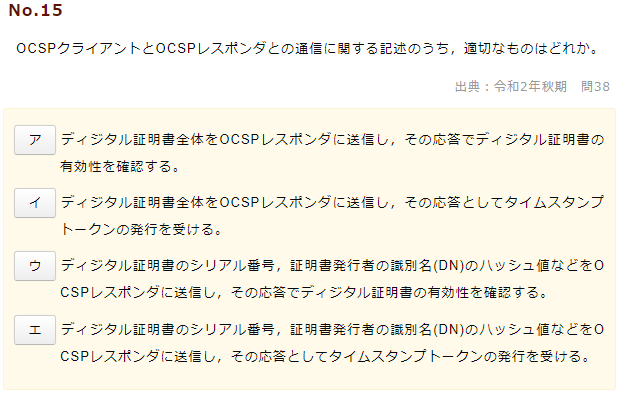 No.15
OCSPクライアントとOCSPレスポンダとの通信に関する記述のうち，適切なものはどれか。
出典：令和2年秋期　問38
ア ディジタル証明書全体をOCSPレスポンダに送信し，その応答でディジタル証明書の
有効性を確認する。
イ ディジタル証明書全体をOCSPレスポンダに送信し，その応答としてタイムスタンプ
トークンの発行を受ける。
ウ ディジタル証明書のシリアル番号，証明書発行者の識別名(DN)のハッシュ値などをO
CSPレスポンダに送信し，その応答でディジタル証明書の有効性を確認する。
エ ディジタル証明書のシリアル番号，証明書発行者の識別名(DN)のハッシュ値などをO
CSPレスポンダに送信し，その応答としてタイムスタンプトークンの発行を受ける。